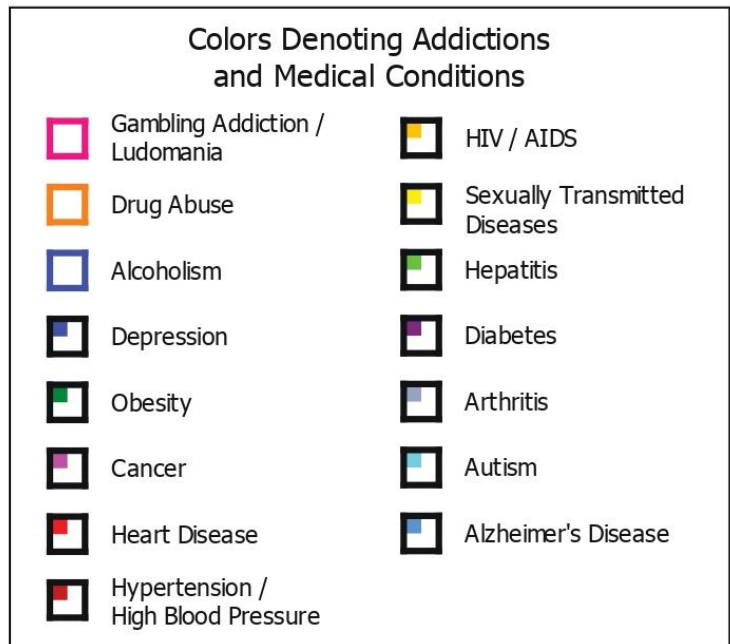 Colors Denoting Addictions
and Medical Conditions
Gambling Addiction /
Ludomania
Drug Abuse
Alcoholism
Depression
Obesity
Cancer
Heart Disease
Hypertension /
High Blood Pressure
HIV / AIDS
Sexually Transmitted
Diseases
Hepatitis
Diabetes
Arthritis
Autism
Alzheimer's Disease